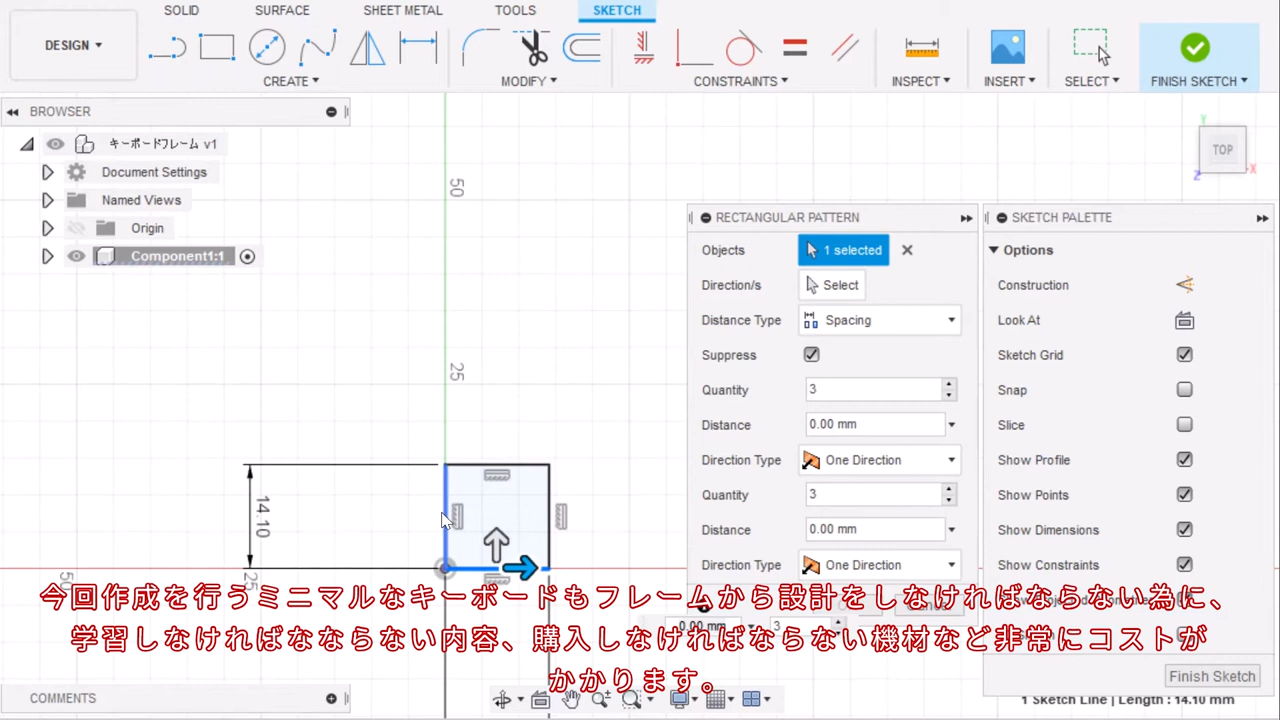 SOLID SURFACE SHEET METAL TOOLS SKETCH
DESIGN
CREATE MODIFY CONSTRAINTS INSPECT INSERT SELECT FINISH SKETCH
BROWSER
キーボードフレーム v1
Document Settings
Named Views
Origin
Component1:1
50
25
14.10
50
25
TOP
Y
X
Z
RECTANGULAR PATTERN
Objects 1 selected
Direction/s Select
Distance Type Spacing
Suppress
Quantity 3
Distance 0.00 mm
Direction Type One Direction
Quantity 3
Distance 0.00 mm
Direction Type One Direction
0.00 mm 3
SKETCH PALETTE
Options
Construction
Look At
Sketch Grid
Snap
Slice
Show Profile
Show Points
Show Dimensions
Show Constraints
Finish Sketch
今回作成を行うミニマルなキーボードもフレームから設計をしなければならない為に、
学習しなければなならない内容、購入しなければならない機材など非常にコストが
かかります。
COMMENTS
1 Sketch Line | Length : 14.10 mm